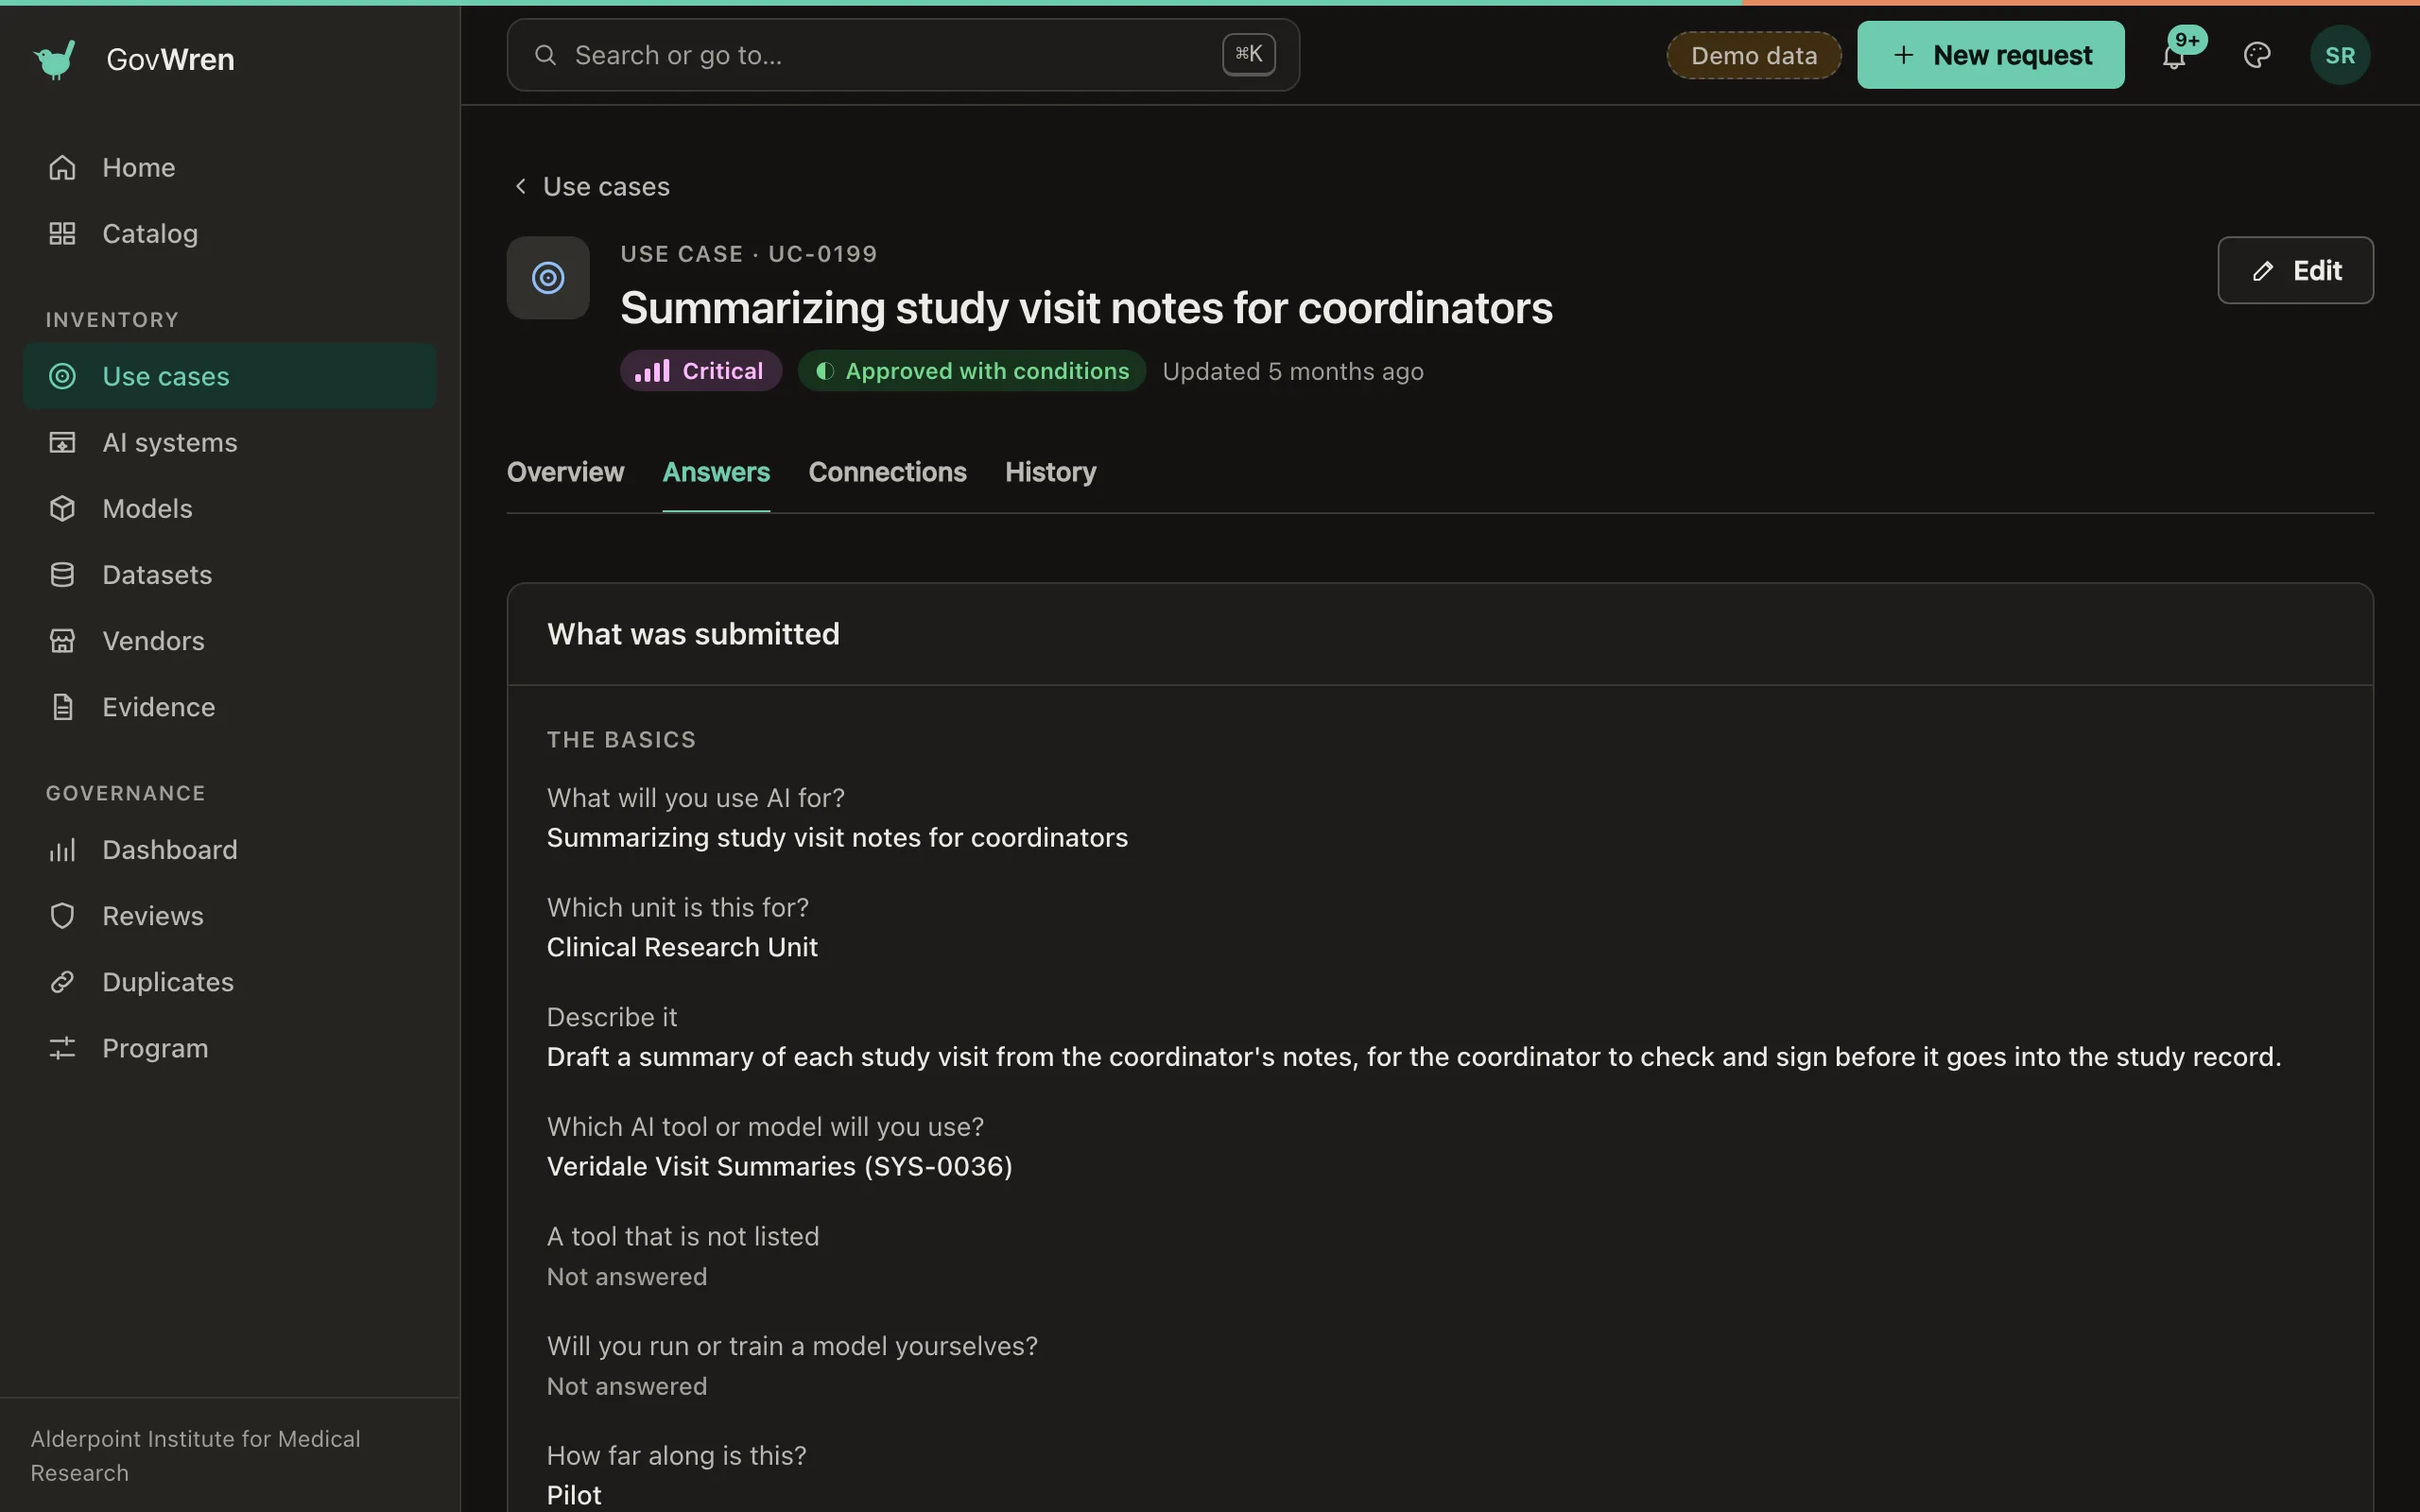 GovWren
Search or go to...
⌘K
Demo data
+ New request
9+
SR
Home
Catalog
INVENTORY
Use cases
AI systems
Models
Datasets
Vendors
Evidence
GOVERNANCE
Dashboard
Reviews
Duplicates
Program
Alderpoint Institute for Medical
Research
Use cases
USE CASE · UC-0199
Summarizing study visit notes for coordinators
Edit
Critical
Approved with conditions
Updated 5 months ago
Overview
Answers
Connections
History
What was submitted
THE BASICS
What will you use AI for?
Summarizing study visit notes for coordinators
Which unit is this for?
Clinical Research Unit
Describe it
Draft a summary of each study visit from the coordinator's notes, for the coordinator to check and sign before it goes into the study record.
Which AI tool or model will you use?
Veridale Visit Summaries (SYS-0036)
A tool that is not listed
Not answered
Will you run or train a model yourselves?
Not answered
How far along is this?
Pilot